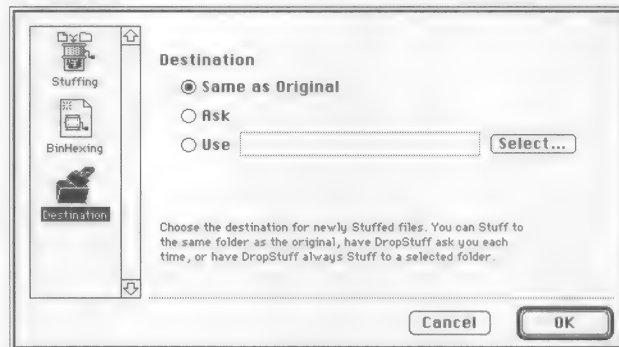 Stuffing
BinHexing
Destination
Destination
Same as Original
Ask
Use
Select...
Choose the destination for newly Stuffed files. You can Stuff to
the same folder as the original, have DropStuff ask you each
time, or have DropStuff always Stuff to a selected folder.
Cancel
OK